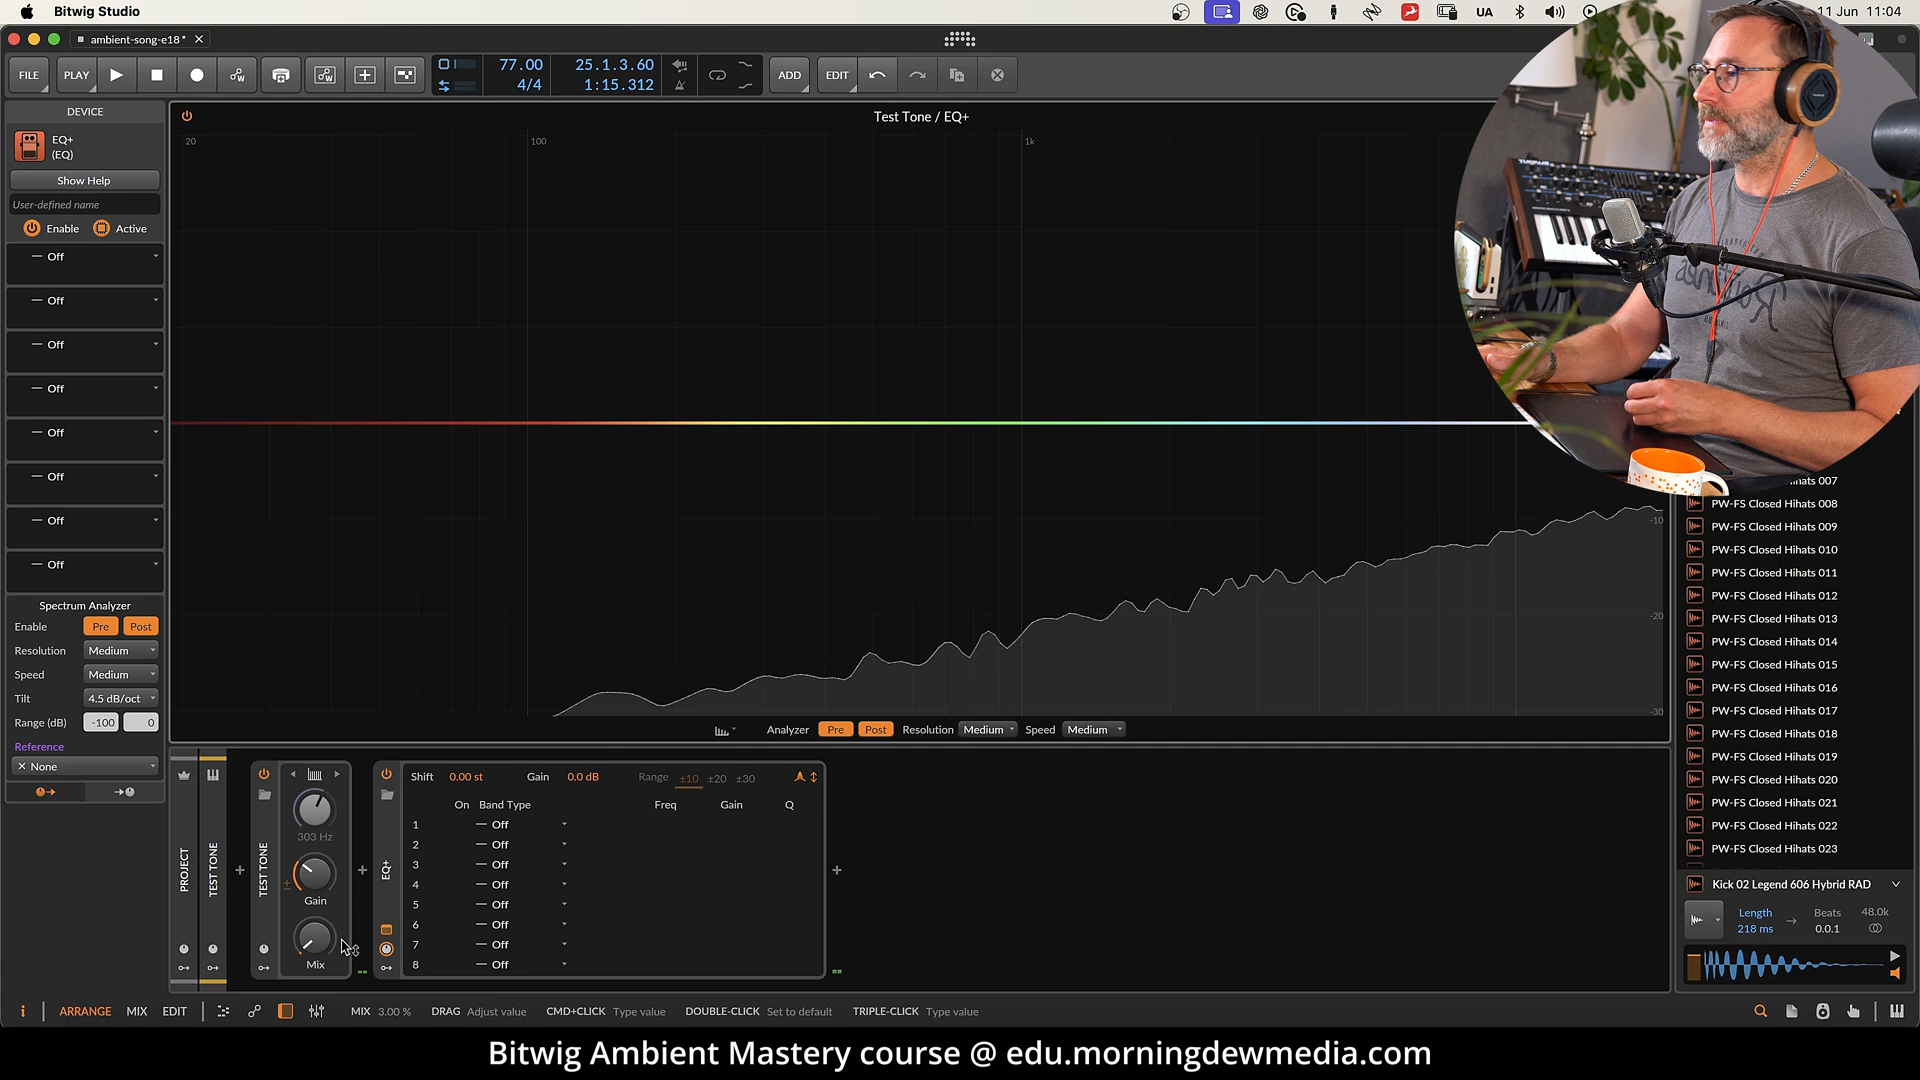 Bitwig Studio
UA
11 Jun 11:04
ambient-song-e18*
FILE
PLAY
77.00
4/4
25.1.3.60
1:15.312
ADD
EDIT
DEVICE
EQ+
(EQ)
Show Help
User-defined name
Enable
Active
Off
Off
Off
Off
Off
Off
Off
Off
Spectrum Analyzer
Enable Pre Post
Resolution Medium
Speed Medium
Tilt 4.5 dB/oct
Range (dB) -100 0
Reference
None
Test Tone / EQ+
20 100 1k
-10
-20
-30
Analyzer Pre Post Resolution Medium Speed Medium
PROJECT
TEST TONE
TEST TONE
303 Hz
Gain
Mix
EQ+
Shift 0.00 st Gain 0.0 dB Range ±10 ±20 ±30
On Band Type Freq Gain Q
1 Off
2 Off
3 Off
4 Off
5 Off
6 Off
7 Off
8 Off
007
PW-FS Closed Hihats 008
PW-FS Closed Hihats 009
PW-FS Closed Hihats 010
PW-FS Closed Hihats 011
PW-FS Closed Hihats 012
PW-FS Closed Hihats 013
PW-FS Closed Hihats 014
PW-FS Closed Hihats 015
PW-FS Closed Hihats 016
PW-FS Closed Hihats 017
PW-FS Closed Hihats 018
PW-FS Closed Hihats 019
PW-FS Closed Hihats 020
PW-FS Closed Hihats 021
PW-FS Closed Hihats 022
PW-FS Closed Hihats 023
Kick 02 Legend 606 Hybrid RAD
Length Beats 48.0k
218 ms 0.0.1
ARRANGE MIX EDIT
MIX 3.00 % DRAG Adjust value CMD+CLICK Type value DOUBLE-CLICK Set to default TRIPLE-CLICK Type value
Bitwig Ambient Mastery course @ edu.morningdewmedia.com